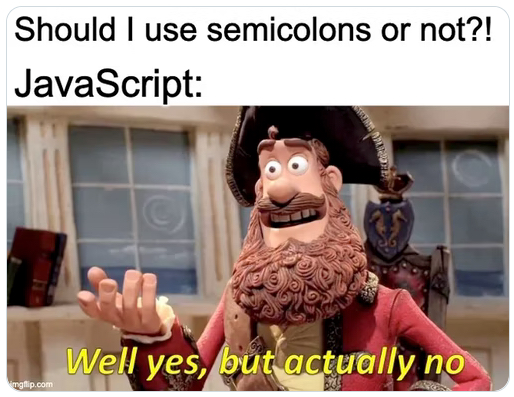 Should I use semicolons or not?!
JavaScript:
Well yes, but actually no
imgflip.com